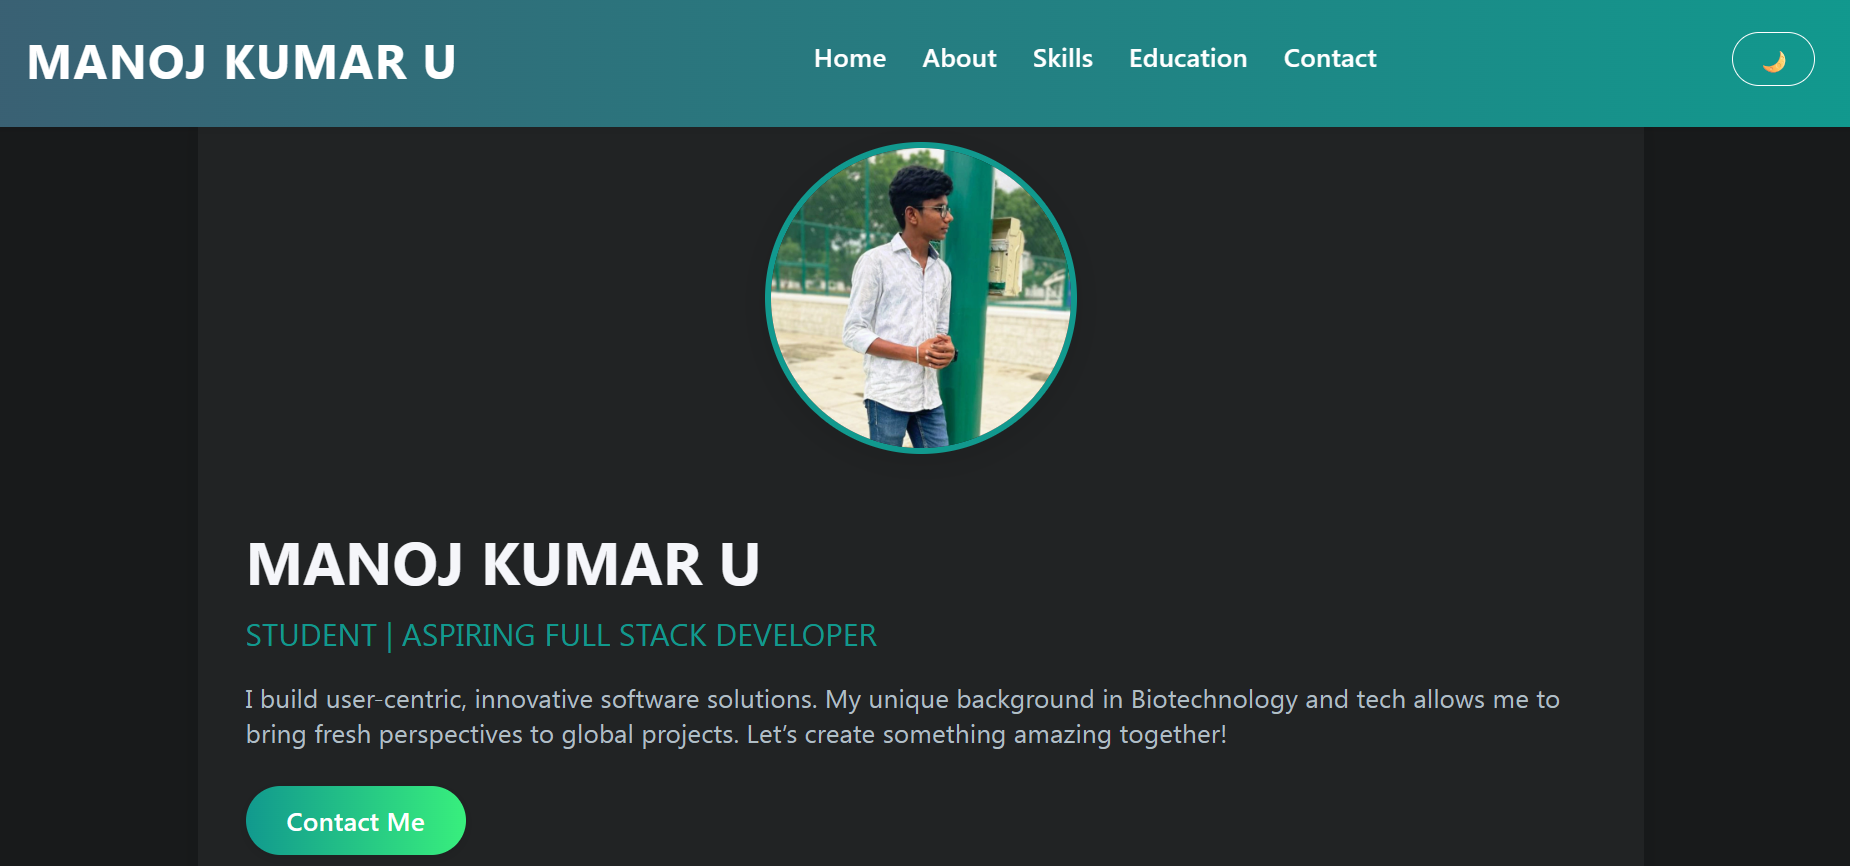 MANOJ KUMAR U
Home About Skills Education Contact
MANOJ KUMAR U
STUDENT | ASPIRING FULL STACK DEVELOPER
I build user-centric, innovative software solutions. My unique background in Biotechnology and tech allows me to
bring fresh perspectives to global projects. Let’s create something amazing together!
Contact Me